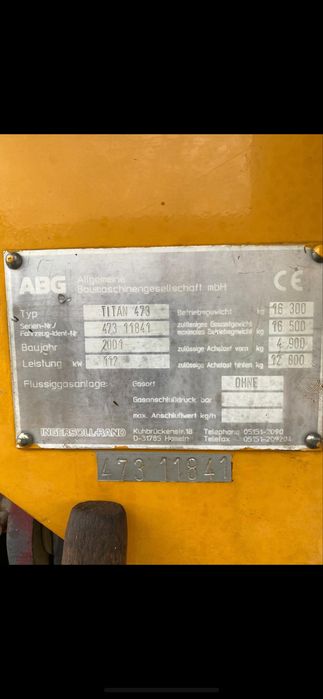 ABG Allgemeine Baumaschinengesellschaft mbH CE
Typ TITAN 473 Betriebsgewicht kg 16 300
Serien-Nr./Fahrzeug-Ident-Nr 473 11841 zulässiges Gesamtgewicht/maximales Betriebsgewicht kg 16 500
Baujahr 2001 zulässige Achslast vorn kg 4 900
Leistung kW 112 zulässige Achslast hinten kg 12 600
Flüssiggasanlage: Gasart OHNE
Gasanschlußdruck bar
max. Anschlußwert kg/h
INGERSOLL-RAND Kuhbrückenstr.18 Telephone 05151-2090
D-31785 Hameln Telefax 05151-209204
473 11841